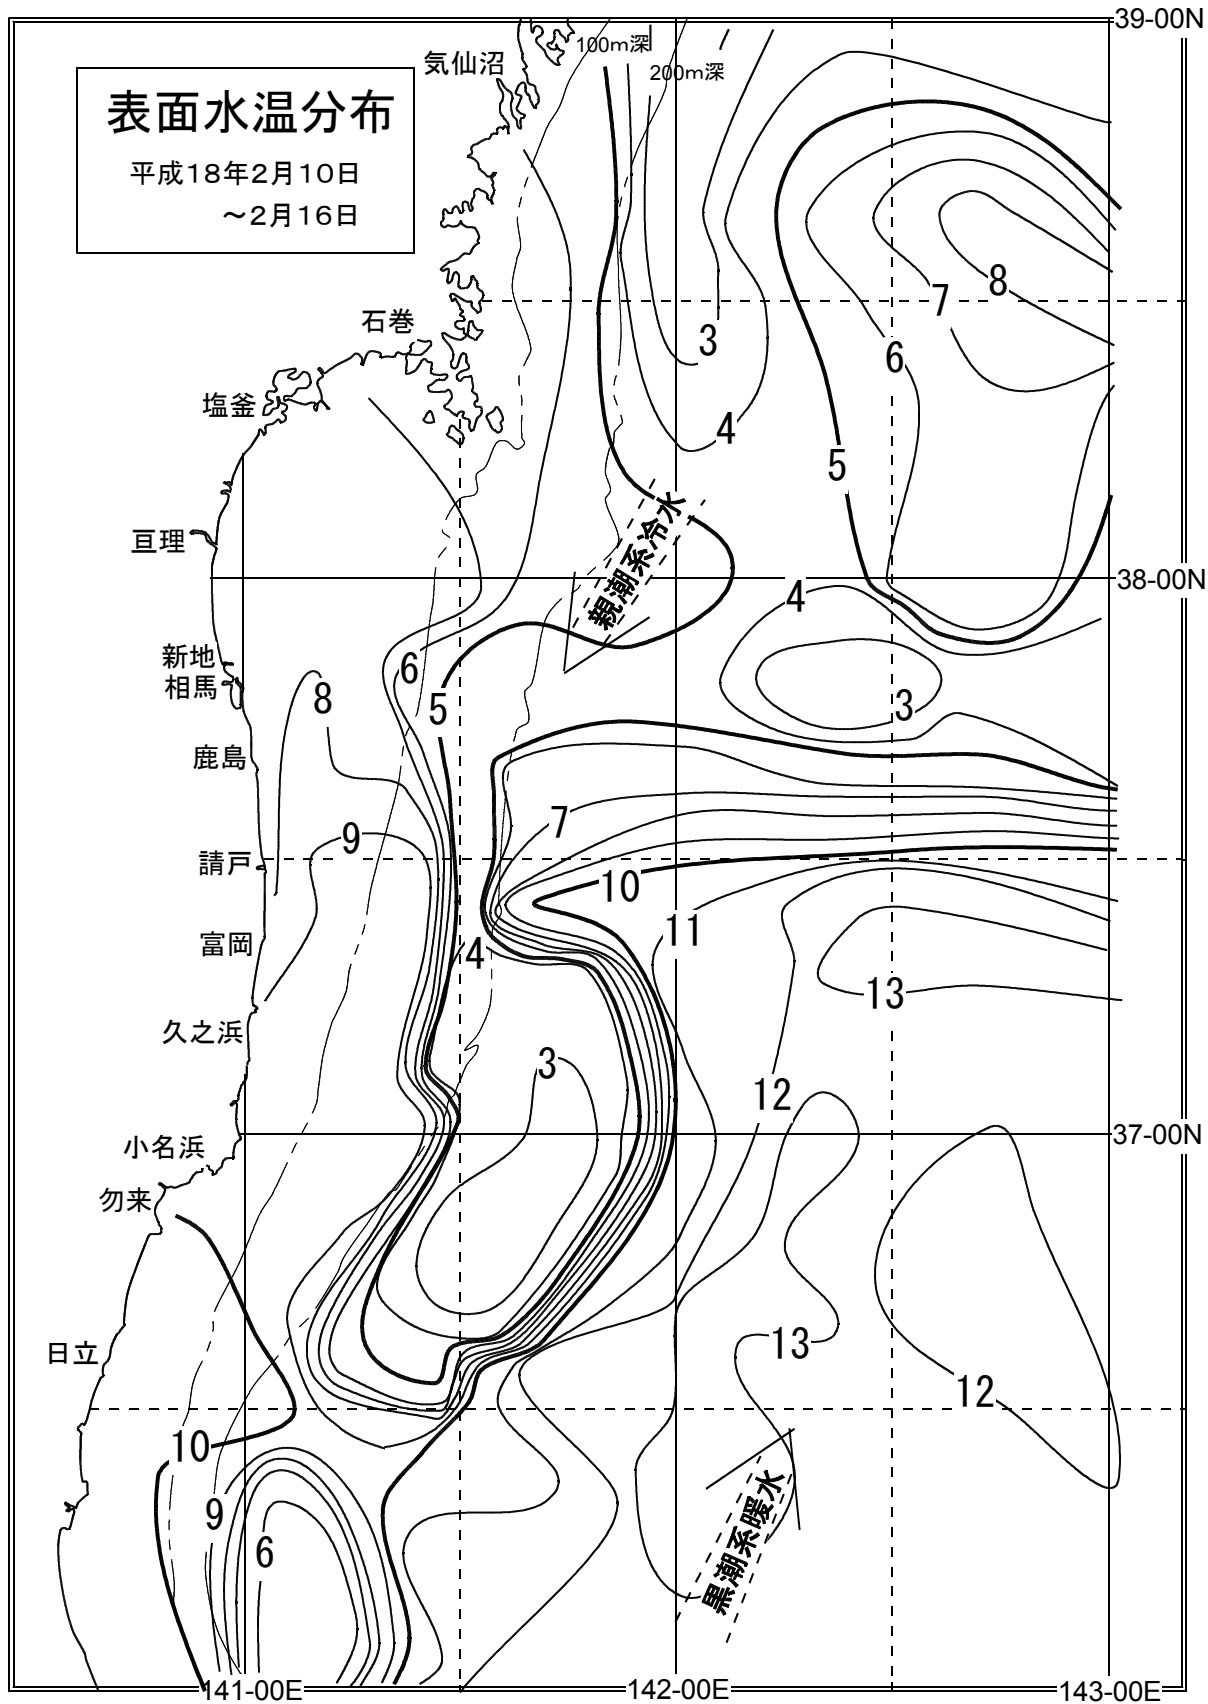 39-00N
100m深
気仙沼
200m深
表面水温分布
平成18年2月10日
～2月16日
8
7
石巻
3
6
塩釜
4
5
親潮系冷水
亘理
38-00N
4
新地
6
相馬
8
5
3
鹿島
7
9
請戸
10
11
富岡
4
13
久之浜
3
12
37-00N
小名浜
勿来
13
日立
12
10
9
黒潮系暖水
6
141-00E
142-00E
143-00E